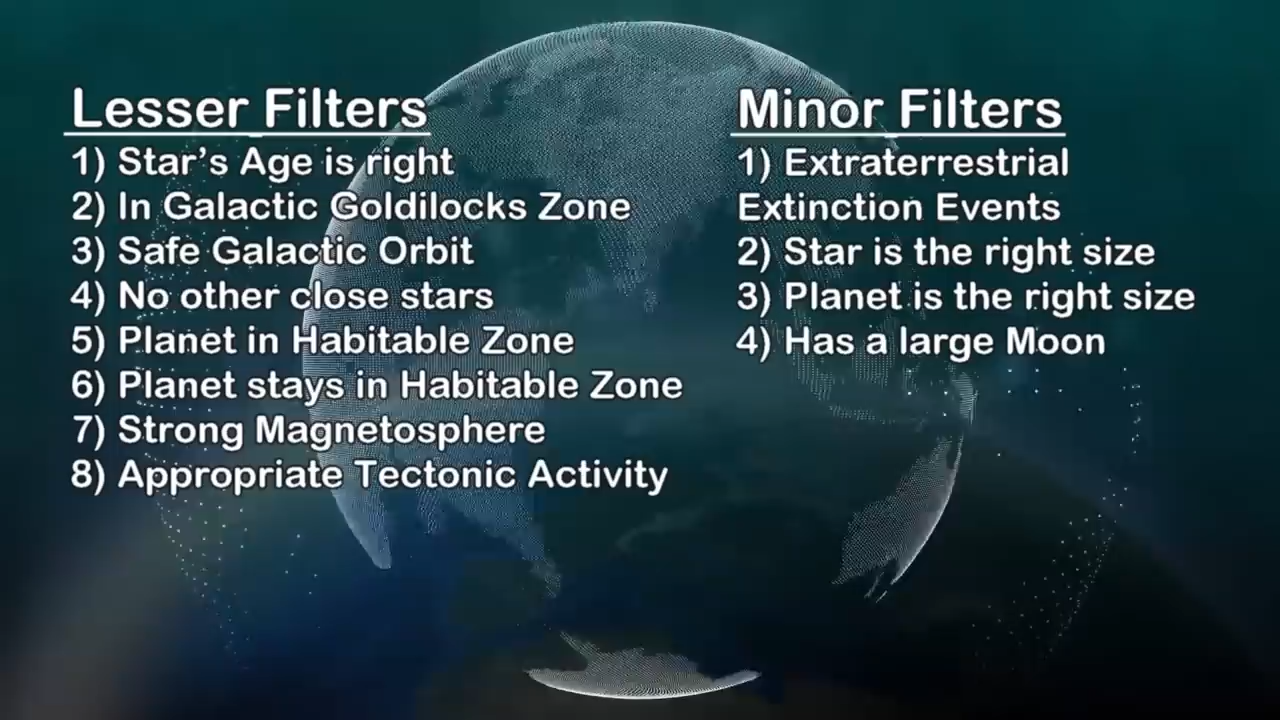 Lesser Filters
1) Star's Age is right
2) In Galactic Goldilocks Zone
3) Safe Galactic Orbit
4) No other close stars
5) Planet in Habitable Zone
6) Planet stays in Habitable Zone
7) Strong Magnetosphere
8) Appropriate Tectonic Activity
Minor Filters
1) Extraterrestrial
Extinction Events
2) Star is the right size
3) Planet is the right size
4) Has a large Moon